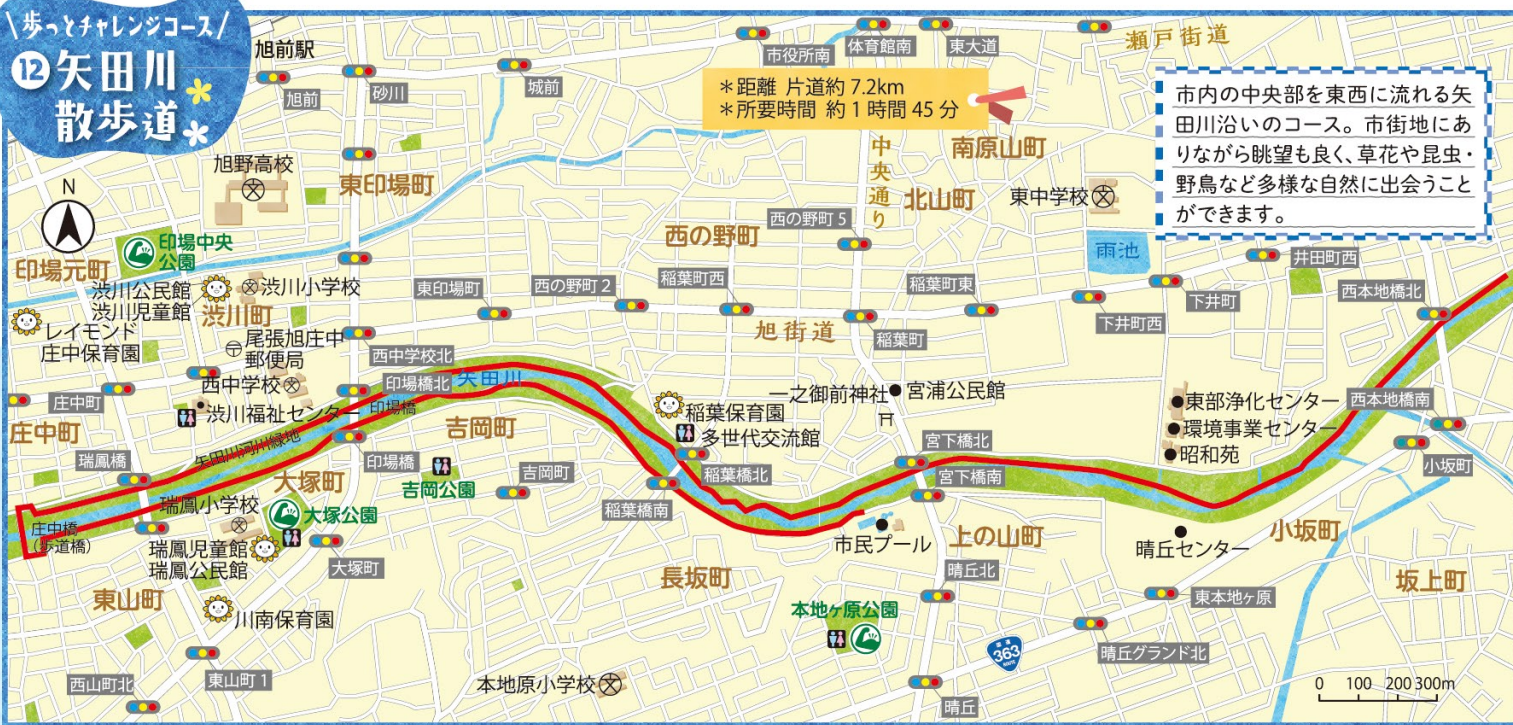 歩っとチャレンジコース
12 矢田川
散歩道
旭前駅
旭前
砂川
城前
市役所南
体育館南
東大道
瀬戸街道
＊距離 片道約 7.2km
＊所要時間 約 1 時間 45 分
市内の中央部を東西に流れる矢
田川沿いのコース。市街地にあ
りながら眺望も良く、草花や昆虫・
野鳥など多様な自然に出会うこと
ができます。
N
旭野高校
東印場町
中央通り
南原山町
北山町
東中学校
西の野町
西の野町 5
雨池
印場中央
公園
印場元町
渋川公民館
渋川児童館
渋川小学校
渋川町
レイモンド
庄中保育園
尾張旭庄中
郵便局
東印場町
西の野町 2
稲葉町西
稲葉町東
旭街道
稲葉町
下井町西
下井町
井田町西
西本地橋北
西中学校北
西中学校
印場橋北
矢田川
印場橋
庄中町
庄中町
渋川福祉センター
矢田川河川緑地
吉岡町
稲葉保育園
多世代交流館
一之御前神社
宮浦公民館
東部浄化センター
環境事業センター
昭和苑
西本地橋南
小坂町
瑞鳳橋
印場橋
大塚町
吉岡公園
吉岡町
稲葉橋北
稲葉橋南
宮下橋北
宮下橋南
庄中橋
（歩道橋）
瑞鳳小学校
大塚公園
瑞鳳児童館
瑞鳳公民館
大塚町
市民プール
上の山町
晴丘センター
小坂町
坂上町
東山町
川南保育園
長坂町
晴丘北
本地ヶ原公園
東本地ヶ原
晴丘グランド北
国道
363
ROUTE
西山町北
東山町 1
本地原小学校
晴丘
0 100 200 300m